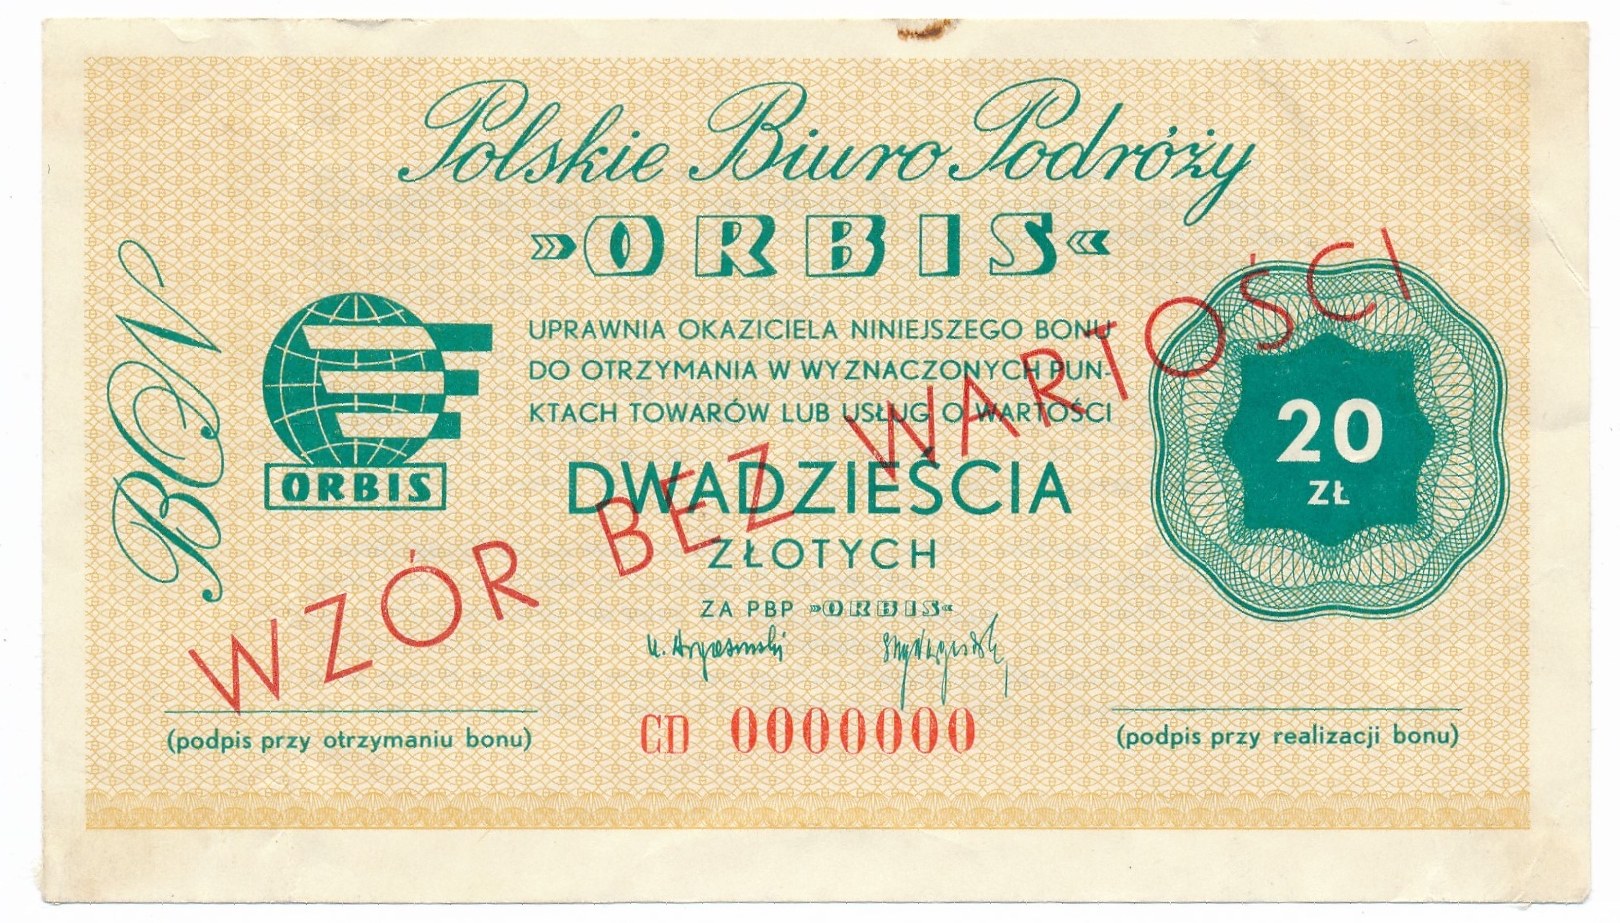 Polskie Biuro Podróży
»ORBIS«
BON
ORBIS
UPRAWNIA OKAZICIELA NINIEJSZEGO BONU
DO OTRZYMANIA W WYZNACZONYCH PUN-
KTACH TOWARÓW LUB USŁUG O WARTOŚCI
DWADZIEŚCIA
ZŁOTYCH
20
ZŁ
WZÓR BEZ WARTOŚCI
ZA PBP »ORBIS«
CD 0000000
(podpis przy otrzymaniu bonu)
(podpis przy realizacji bonu)